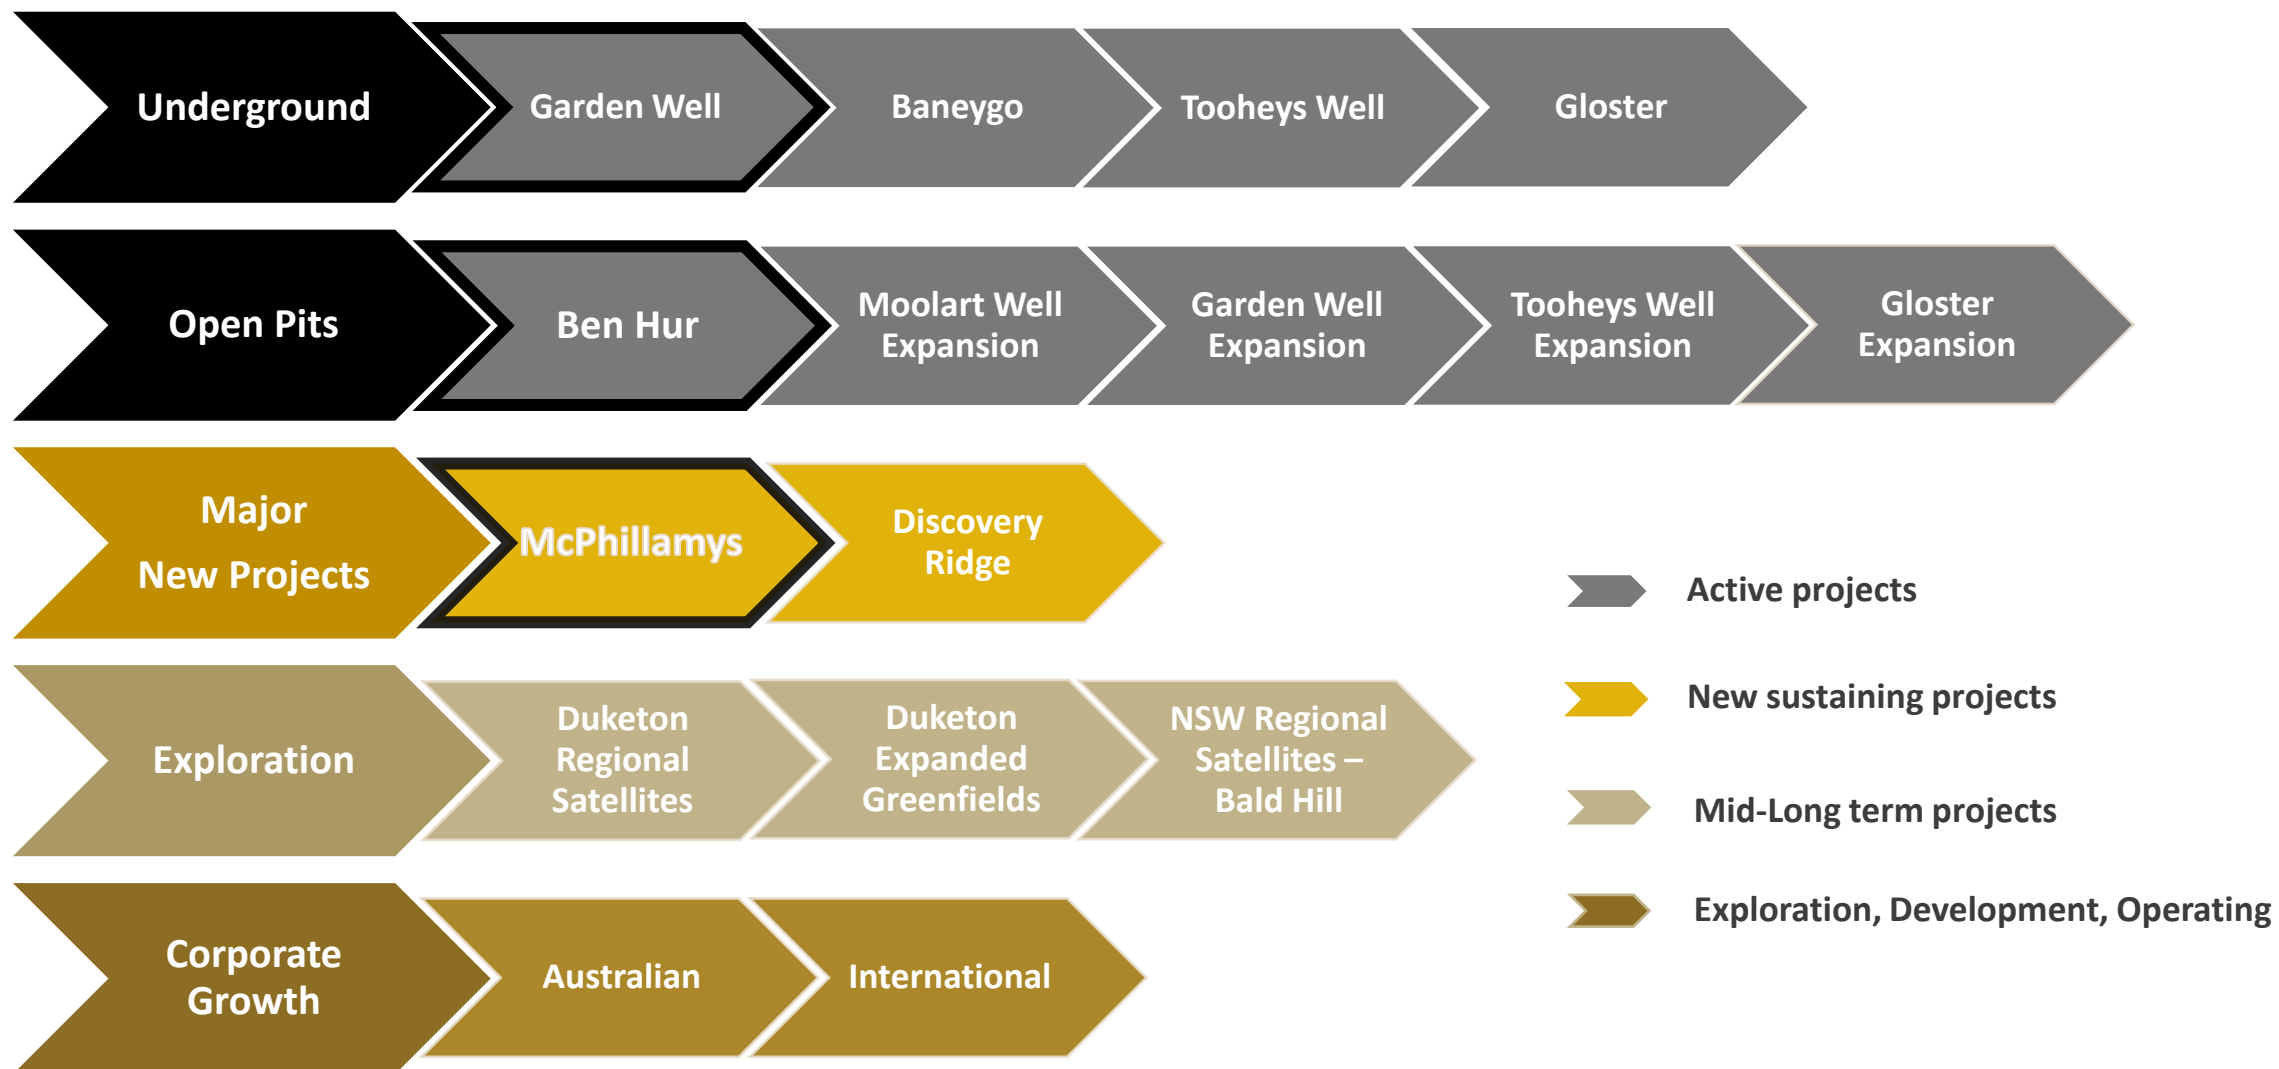 Underground
Garden Well
Baneygo
Tooheys Well
Gloster
Open Pits
Ben Hur
Moolart Well
Expansion
Garden Well
Expansion
Tooheys Well
Expansion
Gloster
Expansion
Major
New Projects
McPhillamys
Discovery
Ridge
Exploration
Duketon
Regional
Satellites
Duketon
Expanded
Greenfields
NSW Regional
Satellites –
Bald Hill
Corporate
Growth
Australian
International
Active projects
New sustaining projects
Mid-Long term projects
Exploration, Development, Operating